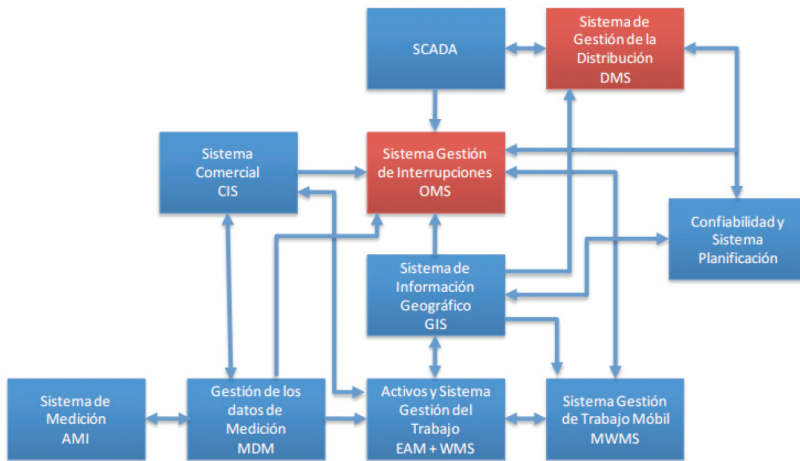 SCADA
Sistema de
Gestión de la
Distribución
DMS
Sistema
Comercial
CIS
Sistema Gestión
de Interrupciones
OMS
Confiabilidad y
Sistema
Planificación
Sistema de
Información
Geográfico
GIS
Sistema de
Medición
AMI
Gestión de los
datos de
Medición
MDM
Activos y Sistema
Gestión del
Trabajo
EAM + WMS
Sistema Gestión
de Trabajo Móbil
MWMS